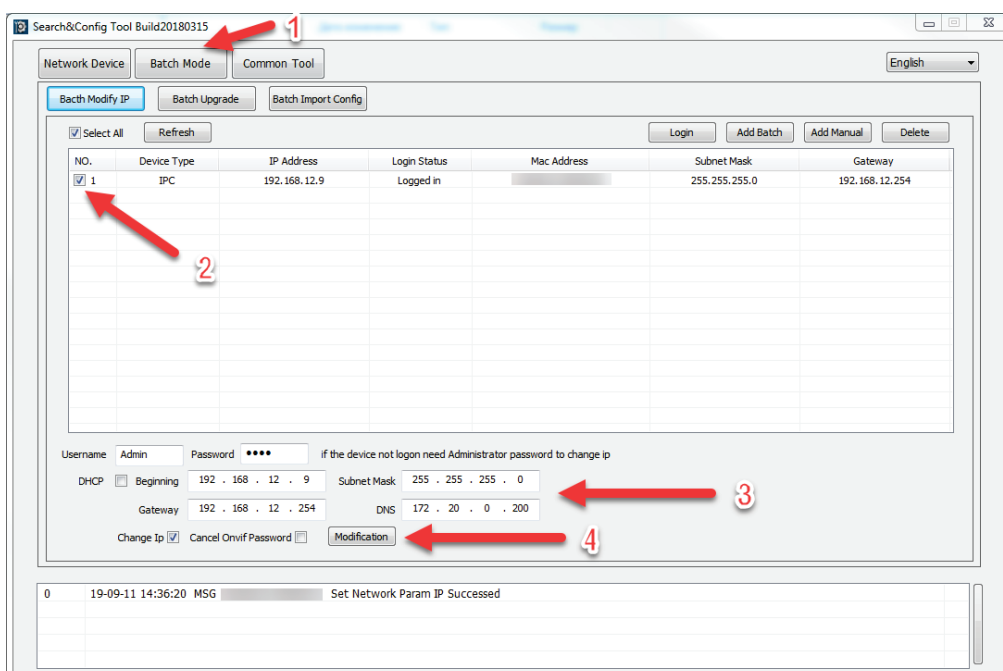 Search&Config Tool Build20180315
1
Network Device Batch Mode Common Tool English
Bacth Modify IP Batch Upgrade Batch Import Config
Select All Refresh Login Add Batch Add Manual Delete
NO. Device Type IP Address Login Status Mac Address Subnet Mask Gateway
1 IPC 192.168.12.9 Logged in 255.255.255.0 192.168.12.254
2
Username Admin Password •••• if the device not logon need Administrator password to change ip
DHCP Beginning 192 . 168 . 12 . 9 Subnet Mask 255 . 255 . 255 . 0
3
Gateway 192 . 168 . 12 . 254 DNS 172 . 20 . 0 . 200
Change Ip Cancel Onvif Password Modification
4
0 19-09-11 14:36:20 MSG Set Network Param IP Successed